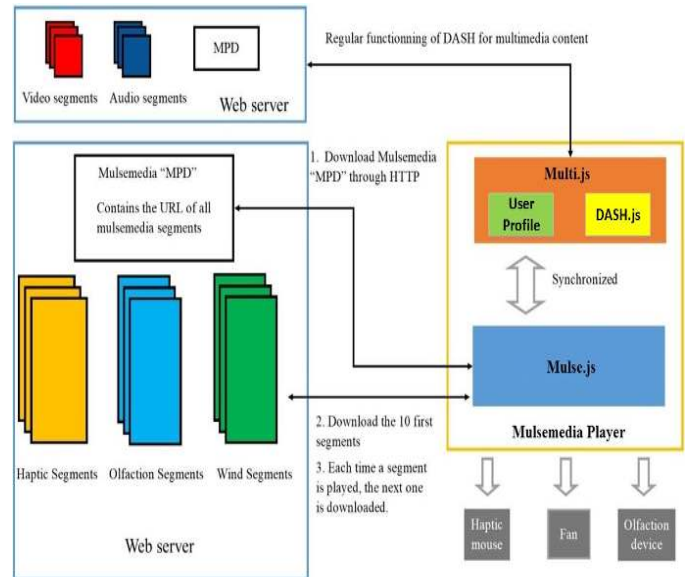 MPD
Video segments
Audio segments
Web server
Regular functionning of DASH for multimedia content
Mulsemedia “MPD”
Contains the URL of all
mulsemedia segments
1. Download Mulsemedia
“MPD” through HTTP
Haptic Segments
Olfaction Segments
Wind Segments
Web server
2. Download the 10 first
segments
3. Each time a segment
is played, the next one
is downloaded.
Multi.js
User
Profile
DASH.js
Synchronized
Mulse.js
Mulsemedia Player
Haptic
mouse
Fan
Olfaction
device